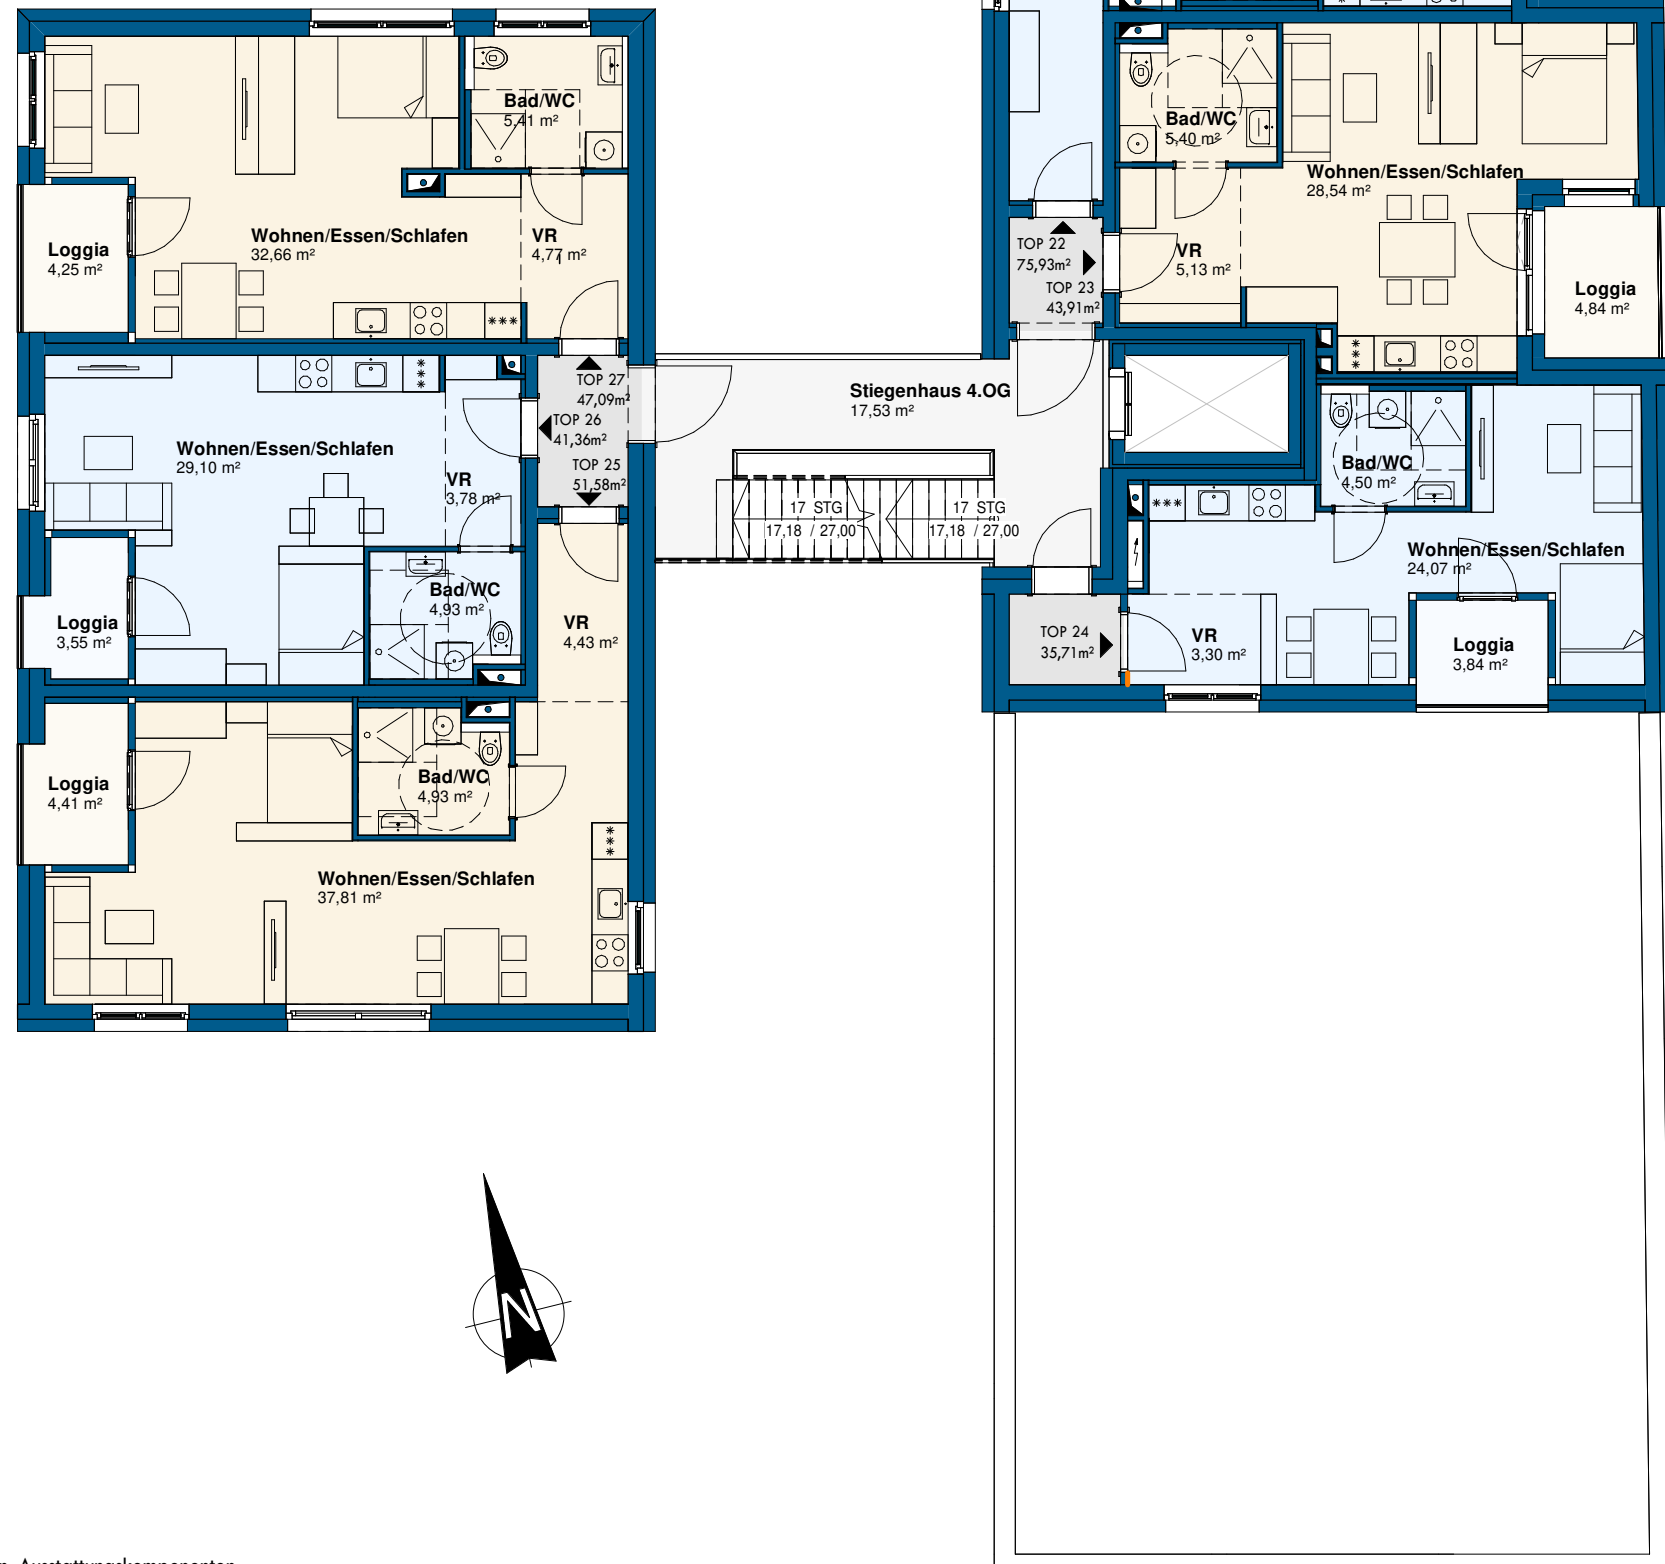 Bad/WC
5,41 m²
Wohnen/Essen/Schlafen
32,66 m²
VR
4,77 m²
Loggia
4,25 m²
Bad/WC
5,40 m²
Wohnen/Essen/Schlafen
28,54 m²
VR
5,13 m²
Loggia
4,84 m²
TOP 22
75,93m²
TOP 23
43,91m²
TOP 27
47,09m²
TOP 26
41,36m²
TOP 25
51,58m²
Stiegenhaus 4.OG
17,53 m²
17 STG
17,18 / 27,00
17 STG
17,18 / 27,00
Wohnen/Essen/Schlafen
29,10 m²
VR
3,78 m²
Bad/WC
4,93 m²
Loggia
3,55 m²
VR
4,43 m²
Bad/WC
4,50 m²
Wohnen/Essen/Schlafen
24,07 m²
TOP 24
35,71m²
VR
3,30 m²
Loggia
3,84 m²
Loggia
4,41 m²
Bad/WC
4,93 m²
Wohnen/Essen/Schlafen
37,81 m²
N